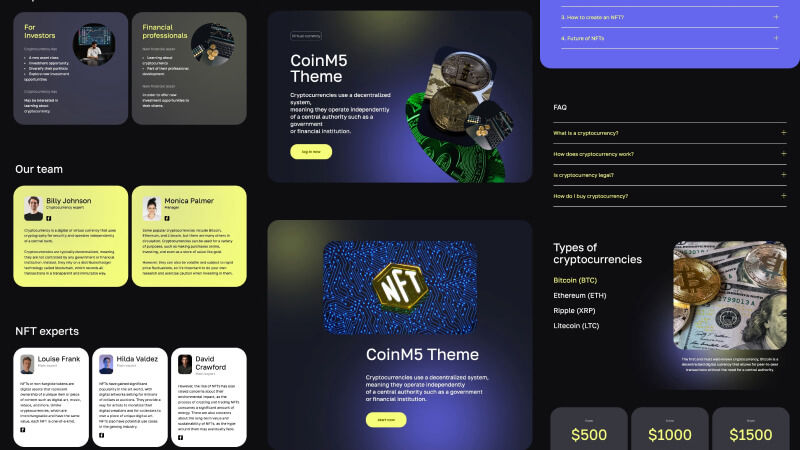 For
Investors
Cryptocurrency may
• A new asset class
• Investment opportunity
• Diversify their portfolio
• Explore new investment
opportunities
Cryptocurrency may
May be interested in
learning about
cryptocurrency.
Financial
professionals
New financial asset
• Learning about
cryptocurrency
• Part of their professional
development.
New financial asset
In order to offer new
investment opportunities to
their clients.
Our team
Billy Johnson
Cryptocurrency expert
Cryptocurrency is a digital or virtual currency that uses
cryptography for security and operates independently
of a central bank.
Cryptocurrencies are typically decentralized, meaning
they are not controlled by any government or financial
institution. Instead, they rely on a distributed ledger
technology called blockchain, which records all
transactions in a transparent and immutable way.
Monica Palmer
Manager
Some popular cryptocurrencies include Bitcoin,
Ethereum, and Litecoin, but there are many others in
circulation. Cryptocurrencies can be used for a variety
of purposes, such as making purchases online,
investing, and even as a store of value like gold.
However, they can also be volatile and subject to rapid
price fluctuations, so it's important to do your own
research and exercise caution when investing in them.
NFT experts
Louise Frank
NFTs or non-fungible tokens are
digital assets that represent
ownership of a unique item or piece
of content such as digital art, music,
videos, and more. Unlike
cryptocurrencies, which are
interchangeable and have the same
value, each NFT is one-of-a-kind.
Hilda Valdez
NFTs have gained significant
popularity in the art world, with
digital artworks selling for millions
of dollars at auctions. They provide a
way for artists to monetize their
digital creations and for collectors to
own a piece of unique digital art.
NFTs also have potential use cases
in the gaming industry.
David
Crawford
However, the rise of NFTs has also
raised concerns about their
environmental impact, as the
process of creating and trading NFTs
consumes a significant amount of
energy. There are also concerns
about the long-term value and
sustainability of NFTs, as the hype
around them may eventually fade.
Virtual currency
CoinM5
Theme
Cryptocurrencies use a decentralized
system,
meaning they operate independently
of a central authority such as a
government
or financial institution.
Log in now
NFT
CoinM5 Theme
Cryptocurrencies use a decentralized system,
meaning they operate independently
of a central authority such as a government
or financial institution.
Start now
3. How to create an NFT?
4. Future of NFTs
FAQ
What is a cryptocurrency?
How does cryptocurrency work?
Is cryptocurrency legal?
How do I buy cryptocurrency?
Types of
cryptocurrencies
Bitcoin (BTC)
Ethereum (ETH)
Ripple (XRP)
Litecoin (LTC)
The first and most well-known cryptocurrency, Bitcoin is a
decentralized digital currency that allows for peer-to-peer
transactions without the need for a central authority.
$500
$1000
$1500